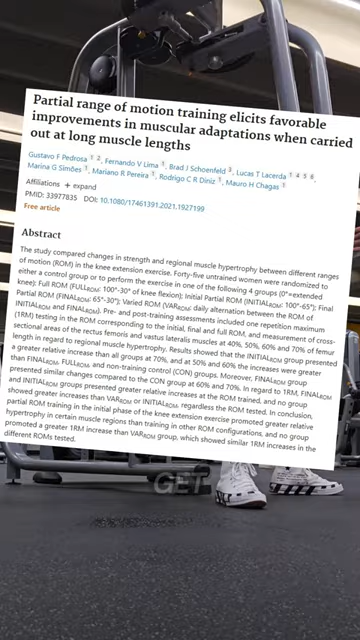 Partial range of motion training elicits favorable
improvements in muscular adaptations when carried
out at long muscle lengths
Gustavo F Pedrosa 1 2, Fernando V Lima 1, Brad J Schoenfeld 3, Lucas T Lacerda 1 4 5 6,
Marina G Simões 1, Mariano R Pereira 1, Rodrigo C R Diniz 1, Mauro H Chagas 1
Affiliations + expand
PMID: 33977835 DOI: 10.1080/17461391.2021.1927199
Free article
Abstract
The study compared changes in strength and regional muscle hypertrophy between different ranges
of motion (ROM) in the knee extension exercise. Forty-five untrained women were randomized to
either a control group or to perform the exercise in one of the following 4 groups (0°=extended
knee): Full ROM (FULLROM: 100°-30° of knee flexion); Initial Partial ROM (INITIALROM: 100°-65°); Final
Partial ROM (FINALROM: 65°-30°); Varied ROM (VARROM: daily alternation between the ROM of
INITIALROM and FINALROM). Pre- and post-training assessments included one repetition maximum
(1RM) testing in the ROM corresponding to the initial, final and full ROM, and measurement of cross-
sectional areas of the rectus femoris and vastus lateralis muscles at 40%, 50%, 60% and 70% of femur
length in regard to regional muscle hypertrophy. Results showed that the INITIALROM group presented
a greater relative increase than all groups at 70%, and at 50% and 60% the increases were greater
than FINALROM, FULLROM, and non-training control (CON) groups. Moreover, FINALROM group
presented similar changes compared to the CON group at 60% and 70%. In regard to 1RM, FINALROM
and INITIALROM groups presented greater relative increases at the ROM trained, and no group
showed greater increases than VARROM or INITIALROM, regardless the ROM tested. In conclusion,
partial ROM training in the initial phase of the knee extension exercise promoted greater relative
hypertrophy in certain muscle regions than training in other ROM configurations, and no group
promoted a greater 1RM increase than VARROM group, which showed similar 1RM increases in the
different ROMs tested.
GET